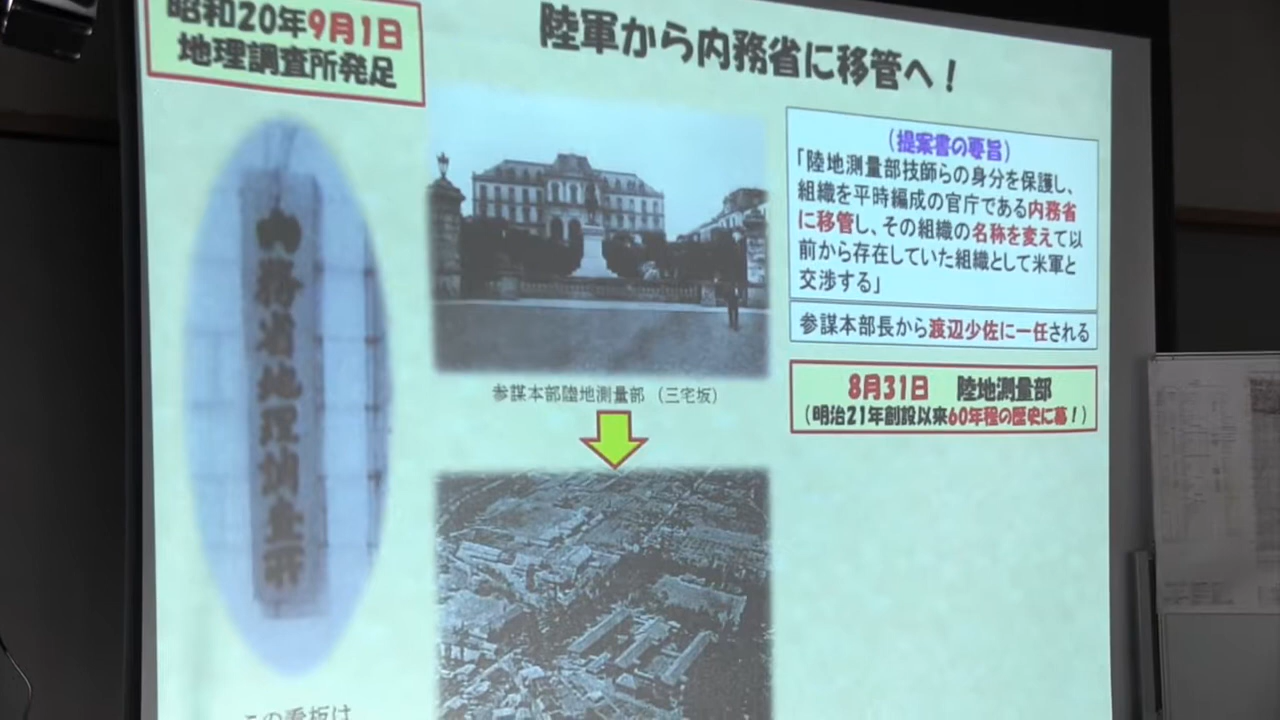 昭和20年9月1日
地理調査所発足
陸軍から内務省に移管へ！
内務省地理調査所
この看板は
参謀本部陸地測量部 （三宅坂）
（提案書の要旨）
「陸地測量部技師らの身分を保護し、
組織を平時編成の官庁である内務省
に移管し、その組織の名称を変えて以
前から存在していた組織として米軍と
交渉する」
参謀本部長から渡辺少佐に一任される
8月31日 陸地測量部
（明治21年創設以来60年程の歴史に幕！）